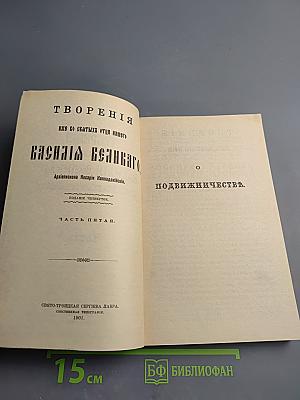 ТВОРЕНІЯ
иже во святыхъ отца нашего
ВАСИЛІЯ ВЕЛИКАГО
Архіепископа Кесаріи Каппадокійскія.
ИЗДАНІЕ ЧЕТВЕРТОЕ.
ЧАСТЬ ПЯТАЯ.
СВЯТО-ТРОИЦКАЯ СЕРГІЕВА ЛАВРА.
СОБСТВЕННАЯ ТИПОГРАФІЯ.
1901.
О
ПОДВИЖНИЧЕСТВѢ.
15 см
БФ БИБЛИОФАН